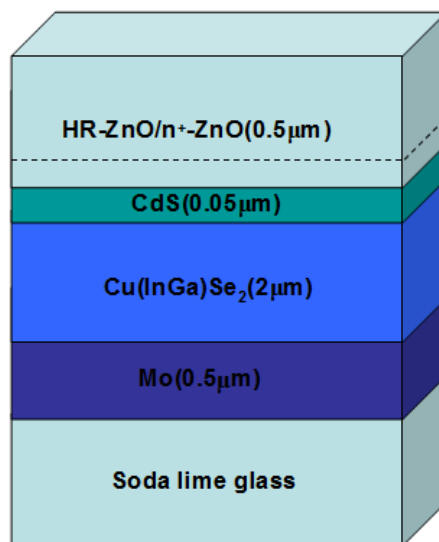 HR-ZnO/n⁺-ZnO(0.5μm)
CdS(0.05μm)
Cu(InGa)Se₂(2μm)
Mo(0.5μm)
Soda lime glass